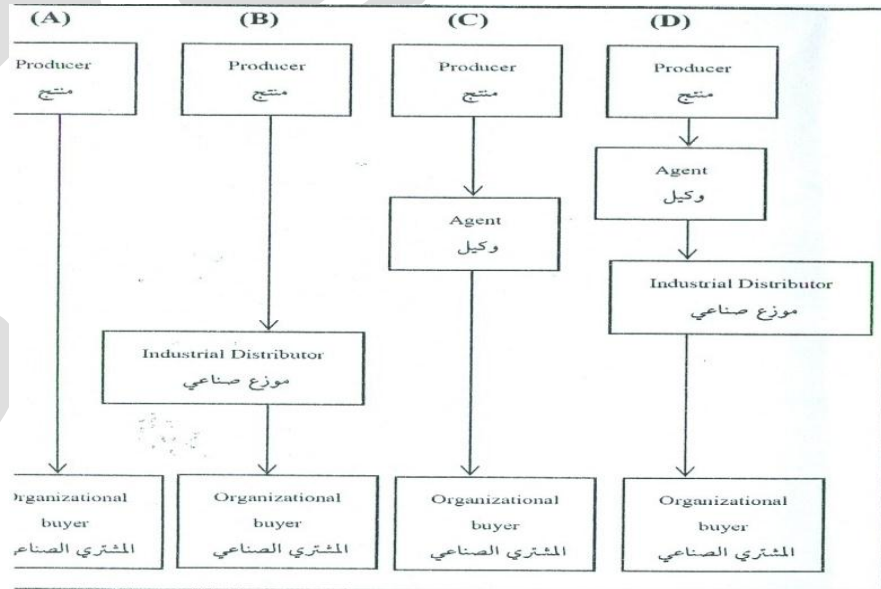 (A)
(B)
(C)
(D)
Producer
منتج
Producer
منتج
Producer
منتج
Producer
منتج
Agent
وكيل
Agent
وكيل
Industrial Distributor
موزع صناعي
Industrial Distributor
موزع صناعي
Organizational
buyer
المشتري الصناعي
Organizational
buyer
المشتري الصناعي
Organizational
buyer
المشتري الصناعي
Organizational
buyer
المشتري الصناعي